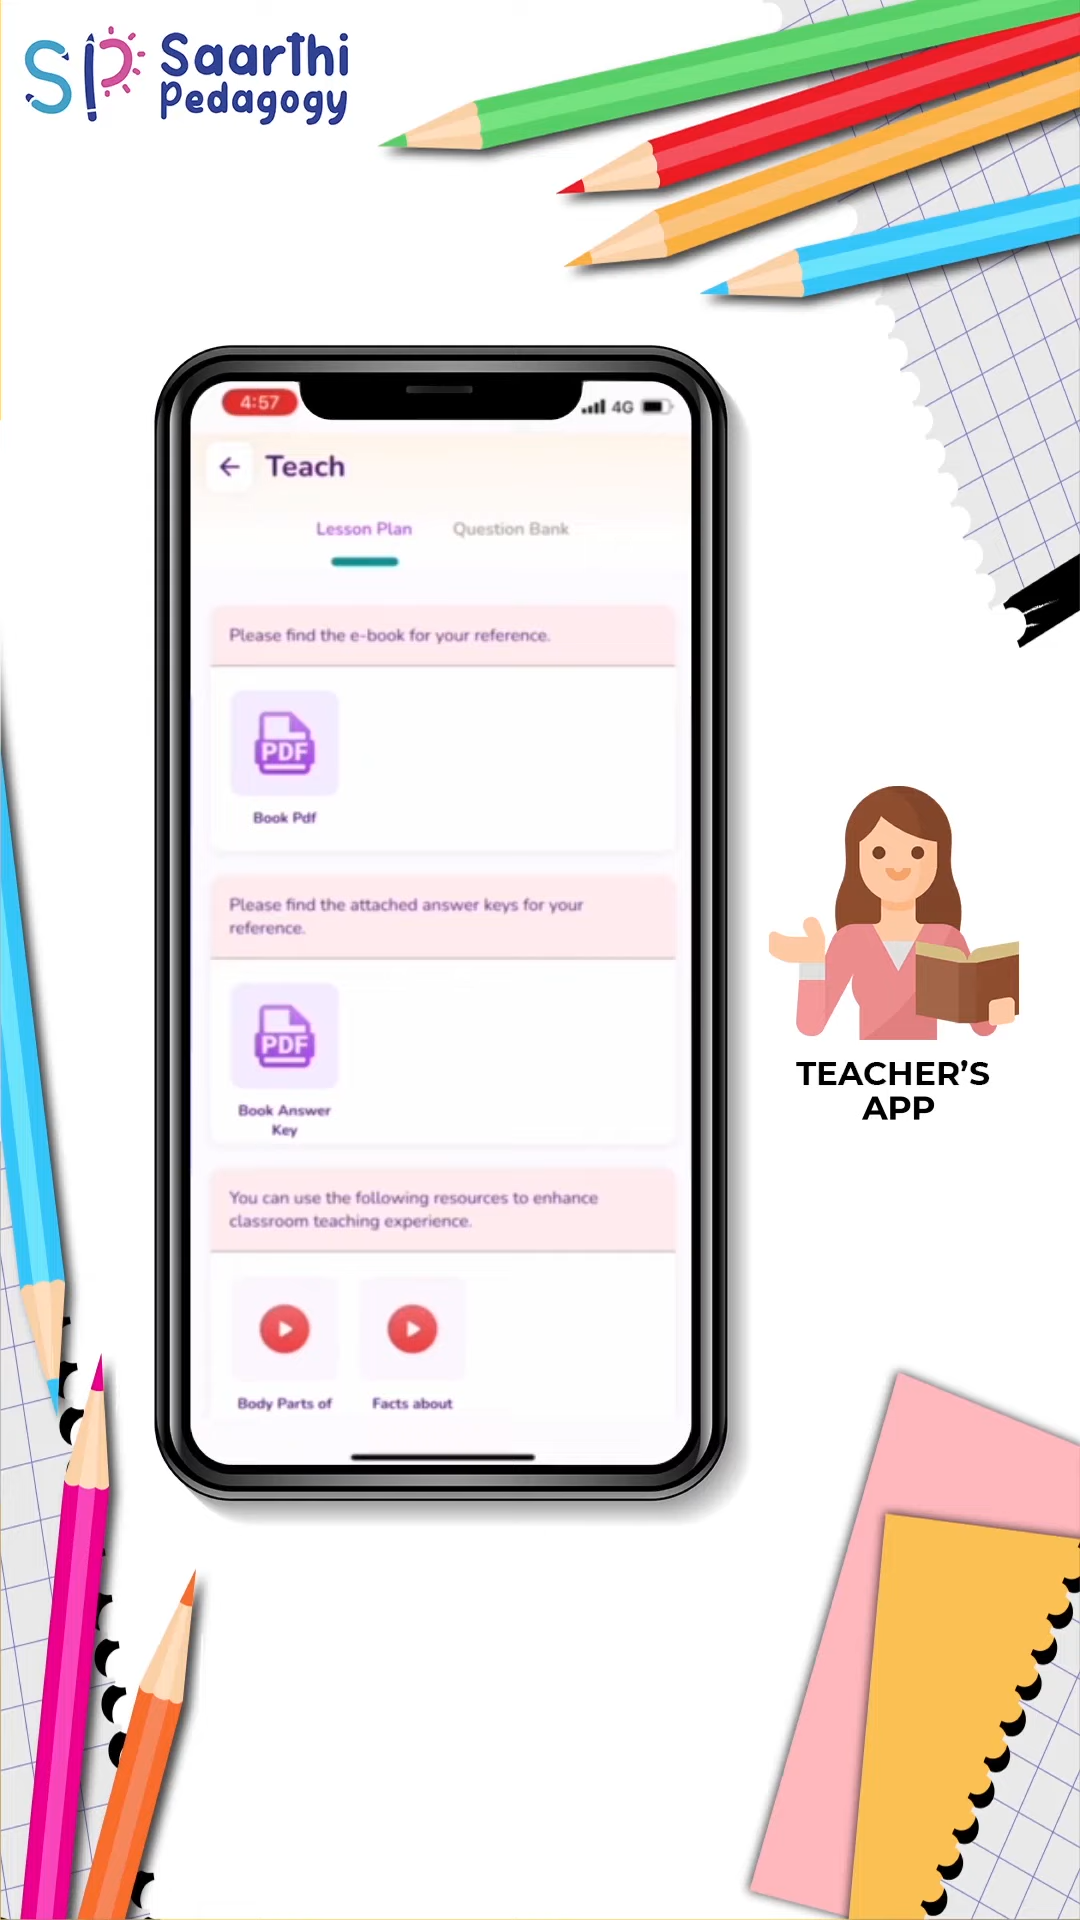 Saarthi
Pedagogy
4:57
4G
Teach
Lesson Plan
Question Bank
Please find the e-book for your reference.
PDF
Book Pdf
Please find the attached answer keys for your
reference.
PDF
Book Answer
Key
You can use the following resources to enhance
classroom teaching experience.
Body Parts of
Facts about
TEACHER'S
APP